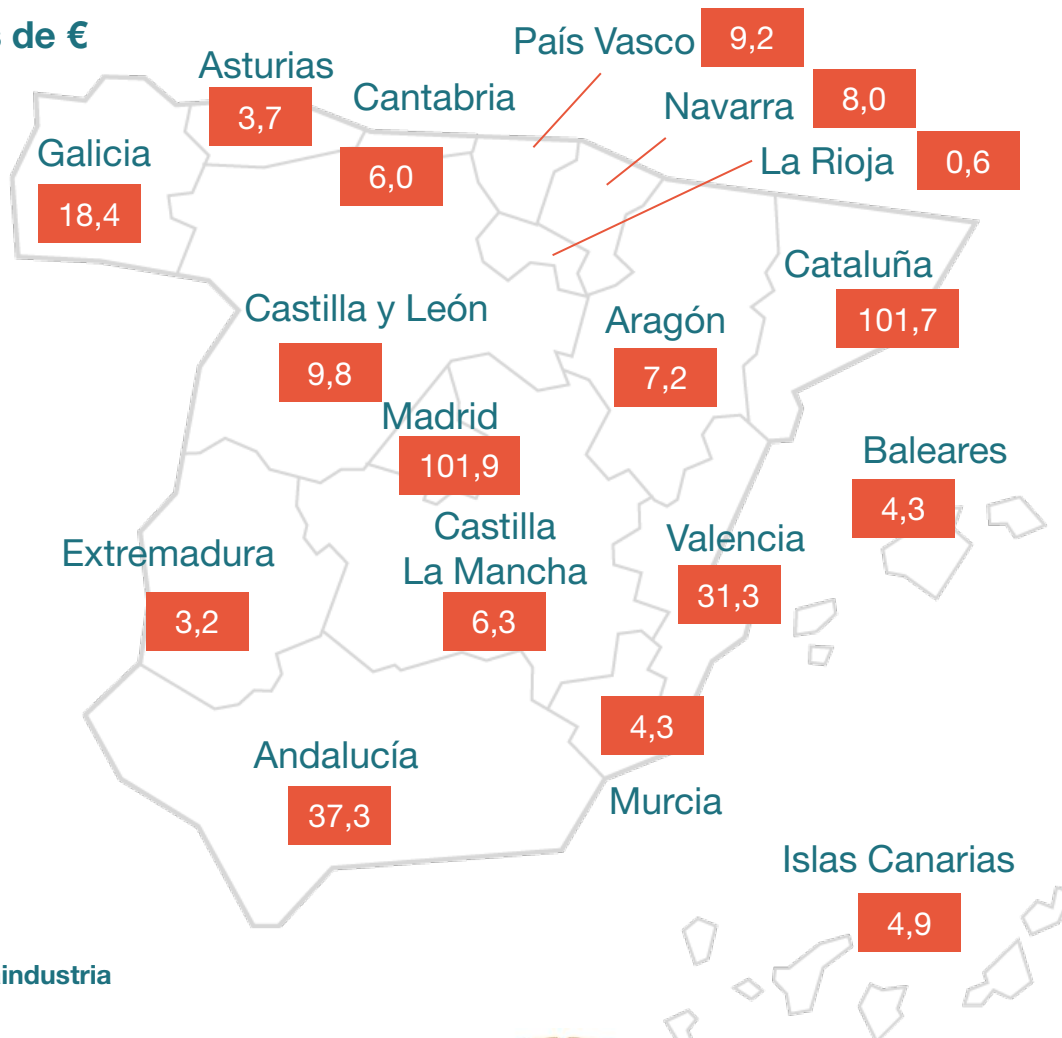 de €
País Vasco
9,2
Asturias
3,7
Cantabria
6,0
Navarra
8,0
Galicia
18,4
La Rioja
0,6
Cataluña
101,7
Castilla y León
9,8
Aragón
7,2
Madrid
101,9
Baleares
4,3
Castilla
La Mancha
6,3
Valencia
31,3
Extremadura
3,2
4,3
Murcia
Andalucía
37,3
Islas Canarias
4,9
industria